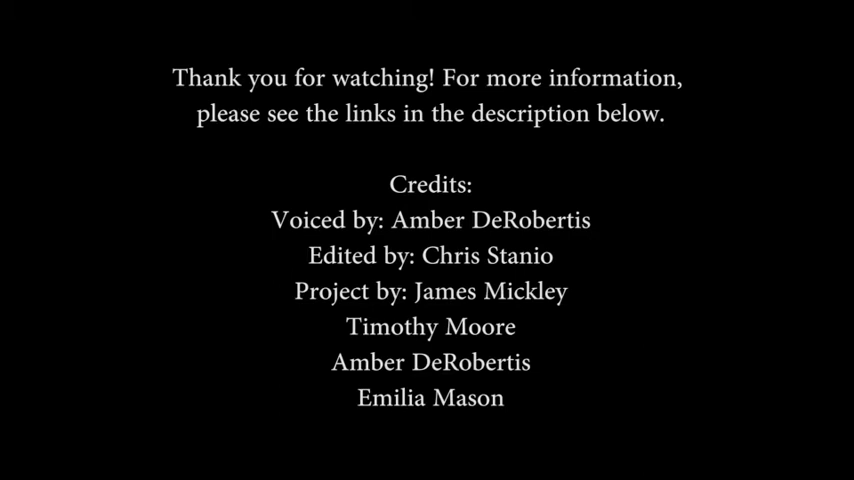 Thank you for watching! For more information,
please see the links in the description below.
Credits:
Voiced by: Amber DeRobertis
Edited by: Chris Stanio
Project by: James Mickley
Timothy Moore
Amber DeRobertis
Emilia Mason